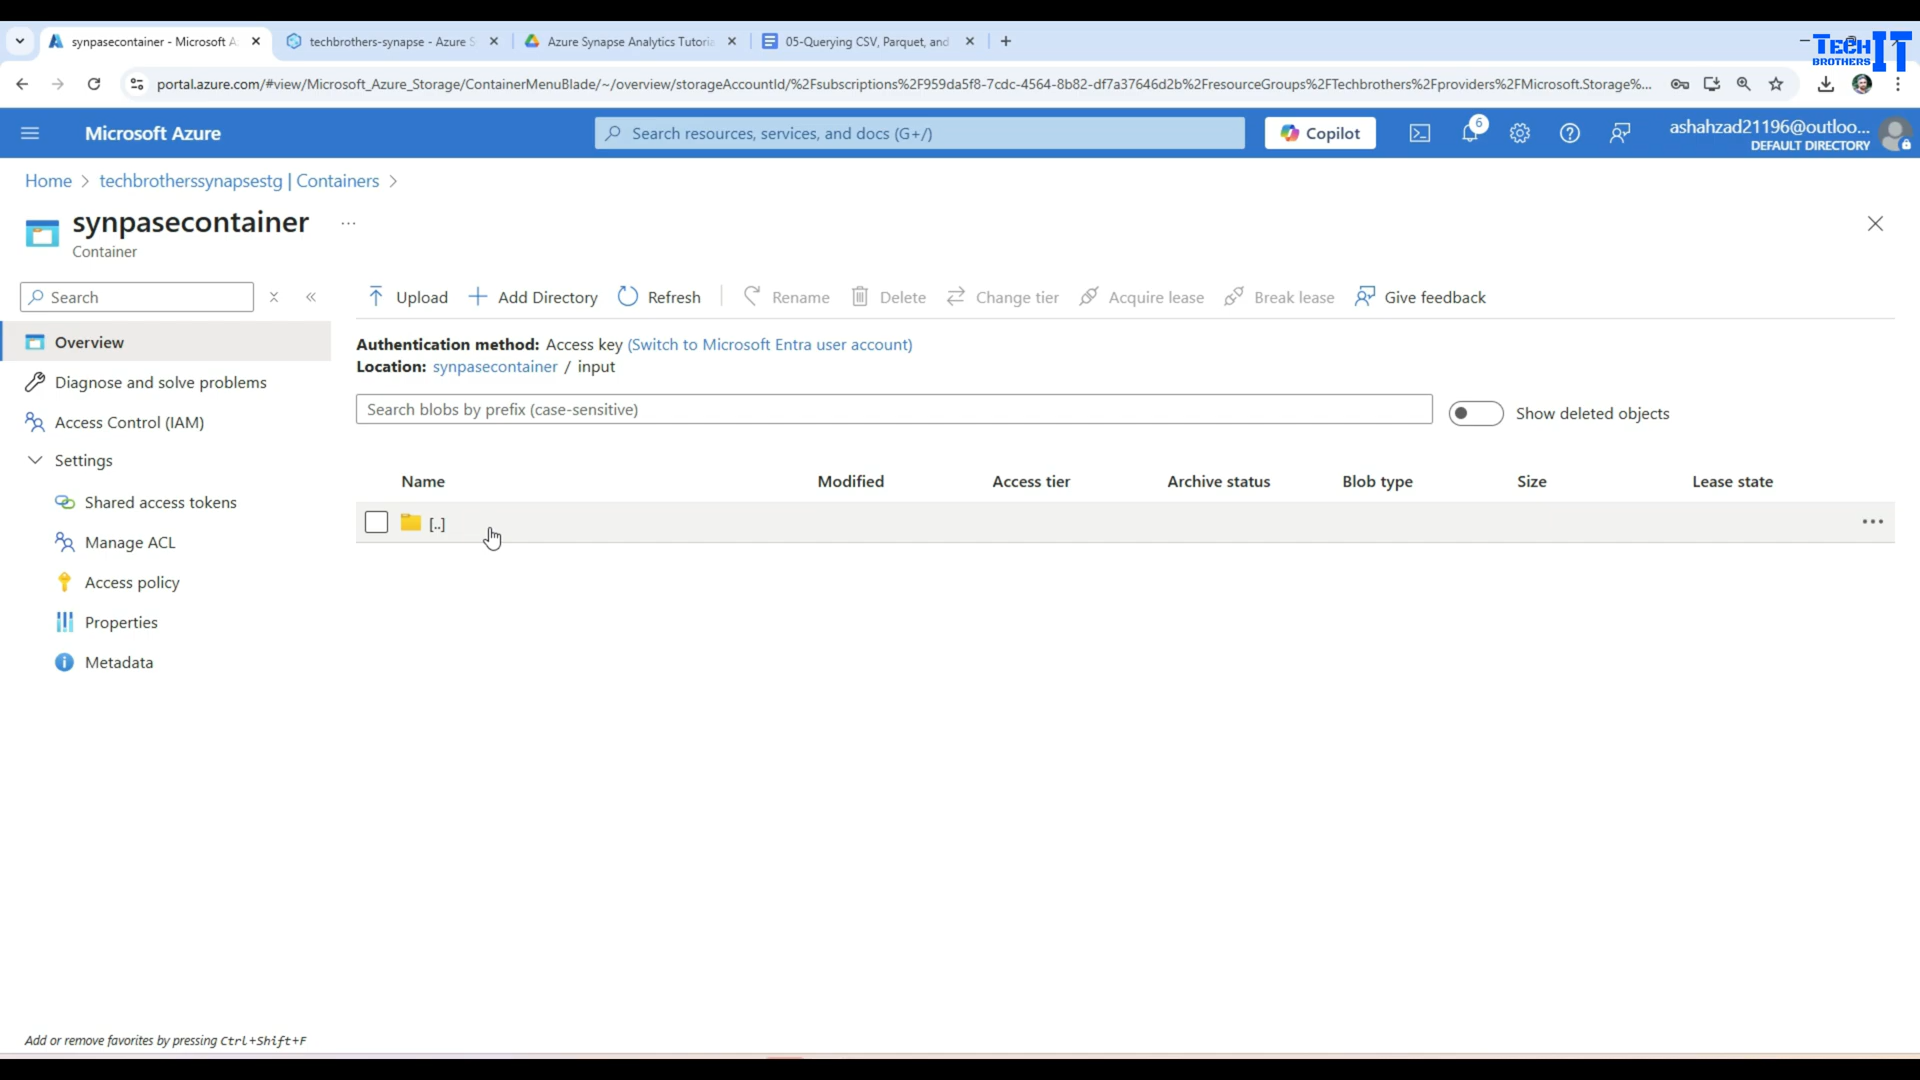 synpasecontainer - Microsoft A
techbrothers-synapse - Azure S
Azure Synapse Analytics Tutoria
05-Querying CSV, Parquet, and
TECH IT
BROTHERS
portal.azure.com/#view/Microsoft_Azure_Storage/ContainerMenuBlade/~/overview/storageAccountId/%2Fsubscriptions%2F959da5f8-7cdc-4564-8b82-df7a37646d2b%2FresourceGroups%2FTechbrothers%2Fproviders%2FMicrosoft.Storage%...
Microsoft Azure
Search resources, services, and docs (G+/)
Copilot
6
ashahzad21196@outloo...
DEFAULT DIRECTORY
Home > techbrotherssynapsestg | Containers >
synpasecontainer ...
Container
Search
Upload
Add Directory
Refresh
Rename
Delete
Change tier
Acquire lease
Break lease
Give feedback
Overview
Diagnose and solve problems
Access Control (IAM)
Settings
Shared access tokens
Manage ACL
Access policy
Properties
Metadata
Authentication method: Access key (Switch to Microsoft Entra user account)
Location: synpasecontainer / input
Search blobs by prefix (case-sensitive)
Show deleted objects
Name Modified Access tier Archive status Blob type Size Lease state
[..]
Add or remove favorites by pressing Ctrl+Shift+F